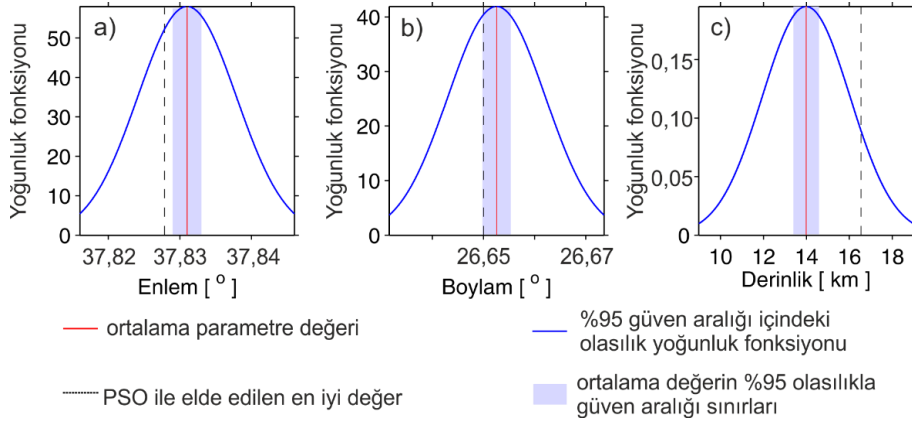 a)
Yoğunluk fonksiyonu
50
40
30
20
10
0
37,82
37,83
37,84
Enlem [ º ]
b)
Yoğunluk fonksiyonu
40
30
20
10
0
26,65
26,67
Boylam [ º ]
c)
Yoğunluk fonksiyonu
0,15
0,10
0,05
0
10
12
14
16
18
Derinlik [ km ]
ortalama parametre değeri
PSO ile elde edilen en iyi değer
%95 güven aralığı içindeki
olasılık yoğunluk fonksiyonu
ortalama değerin %95 olasılıkla
güven aralığı sınırları